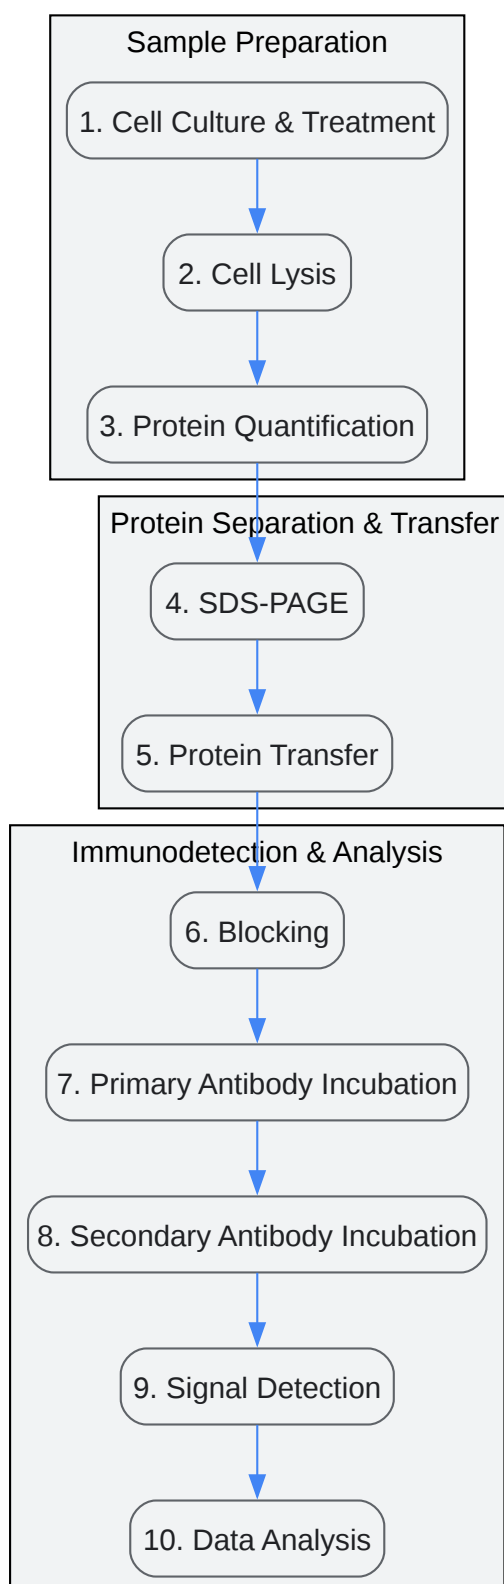 Sample Preparation
1. Cell Culture & Treatment
2. Cell Lysis
3. Protein Quantification
Protein Separation & Transfer
4. SDS-PAGE
5. Protein Transfer
Immunodetection & Analysis
6. Blocking
7. Primary Antibody Incubation
8. Secondary Antibody Incubation
9. Signal Detection
10. Data Analysis